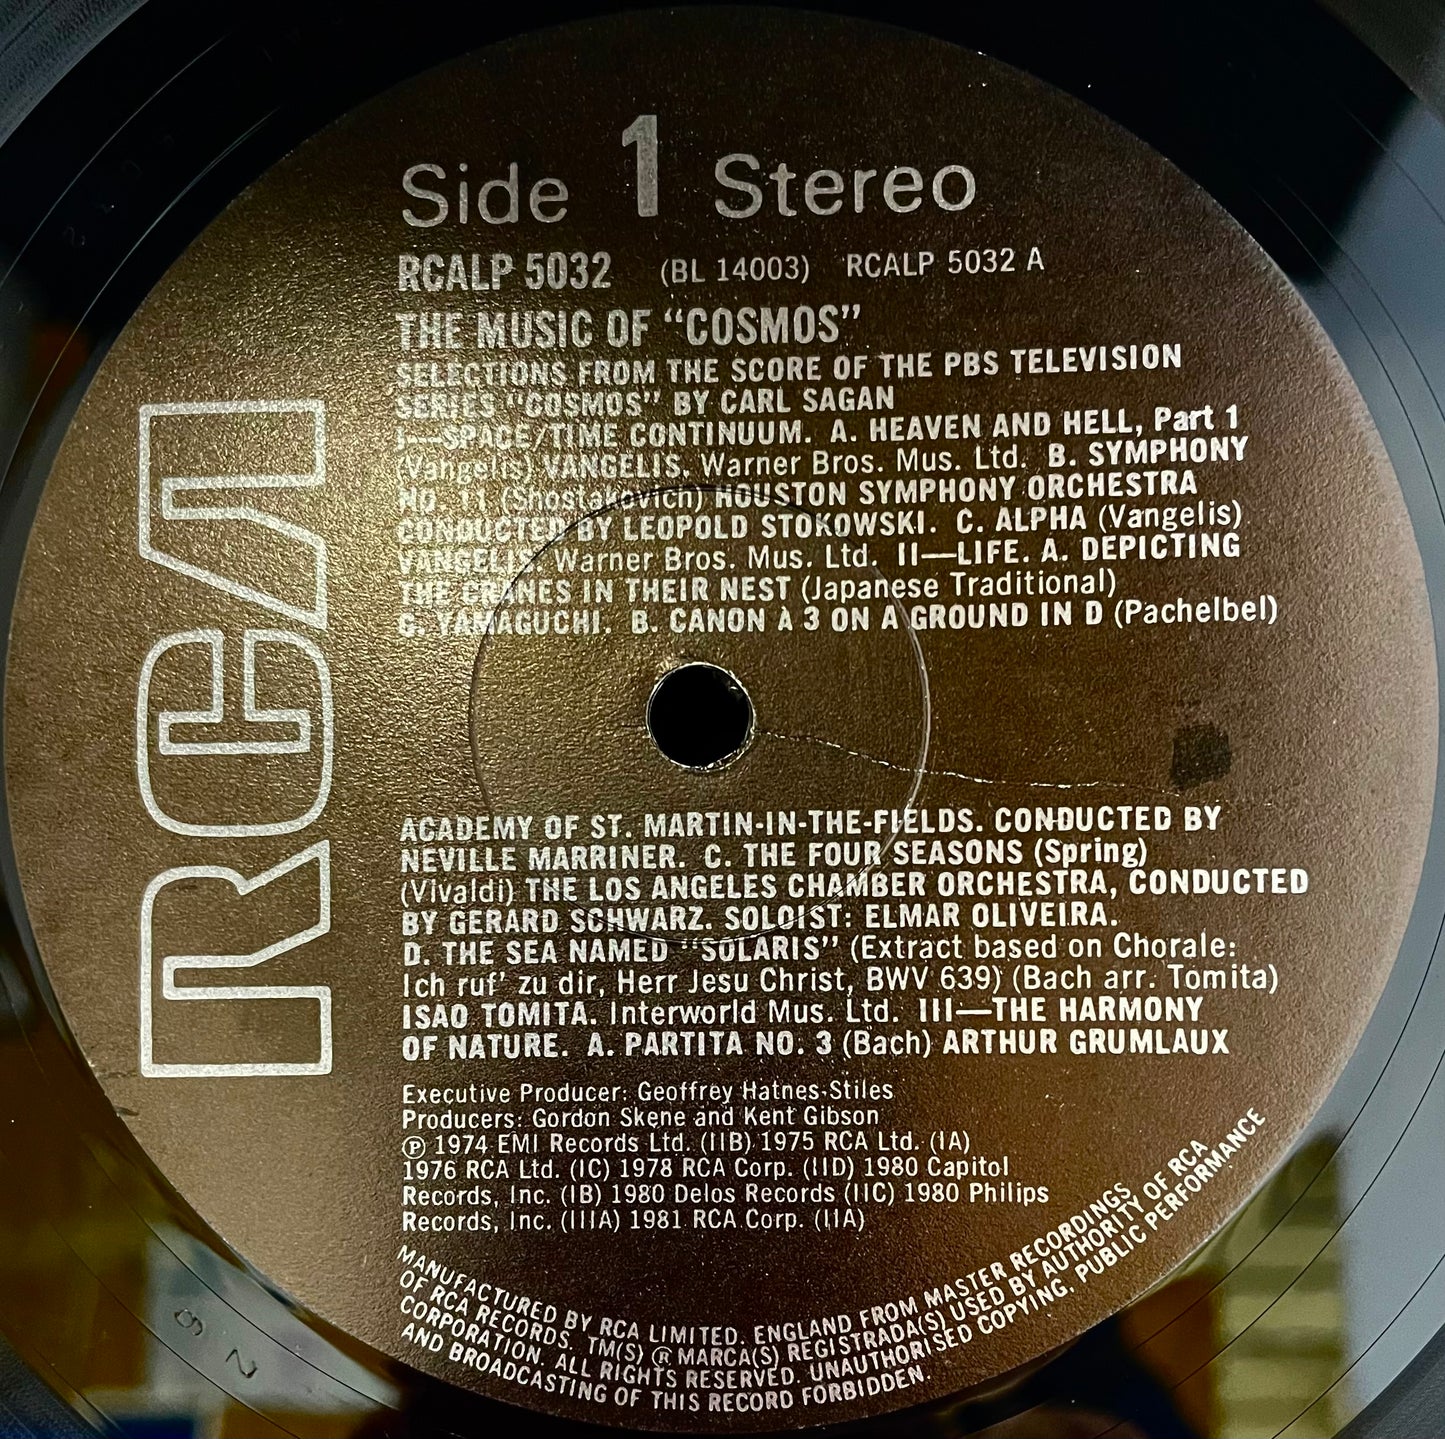 Side 1 Stereo
RCALP 5032 (BL 14003) RCALP 5032 A
THE MUSIC OF "COSMOS"
SELECTIONS FROM THE SCORE OF THE PBS TELEVISION
SERIES "COSMOS" BY CARL SAGAN
I—SPACE/TIME CONTINUUM. A. HEAVEN AND HELL, Part 1
(Vangelis) VANGELIS. Warner Bros. Mus. Ltd. B. SYMPHONY
NO. 11 (Shostakovich) HOUSTON SYMPHONY ORCHESTRA
CONDUCTED BY LEOPOLD STOKOWSKI. C. ALPHA (Vangelis)
VANGELIS. Warner Bros. Mus. Ltd. II—LIFE. A. DEPICTING
THE CRANES IN THEIR NEST (Japanese Traditional)
G. YAMAGUCHI. B. CANON À 3 ON A GROUND IN D (Pachelbel)
RCA
ACADEMY OF ST. MARTIN-IN-THE-FIELDS. CONDUCTED BY
NEVILLE MARRINER. C. THE FOUR SEASONS (Spring)
(Vivaldi) THE LOS ANGELES CHAMBER ORCHESTRA, CONDUCTED
BY GERARD SCHWARZ. SOLOIST: ELMAR OLIVEIRA.
D. THE SEA NAMED "SOLARIS" (Extract based on Chorale:
Ich ruf' zu dir, Herr Jesu Christ, BWV 639) (Bach arr. Tomita)
ISAO TOMITA. Interworld Mus. Ltd. III—THE HARMONY
OF NATURE. A. PARTITA NO. 3 (Bach) ARTHUR GRUMLAUX
Executive Producer: Geoffrey Hatnes-Stiles
Producers: Gordon Skene and Kent Gibson
Ⓟ 1974 EMI Records Ltd. (IIB) 1975 RCA Ltd. (IA)
1976 RCA Ltd. (IC) 1978 RCA Corp. (IID) 1980 Capitol
Records, Inc. (IB) 1980 Delos Records (IIC) 1980 Philips
Records, Inc. (IIIA) 1981 RCA Corp. (IIA)
MANUFACTURED BY RCA LIMITED. ENGLAND FROM MASTER RECORDINGS
OF RCA RECORDS. TM(S) ® MARCA(S) REGISTRADA(S) USED BY AUTHORITY OF RCA
CORPORATION. ALL RIGHTS RESERVED. UNAUTHORISED COPYING, PUBLIC PERFORMANCE
AND BROADCASTING OF THIS RECORD FORBIDDEN.